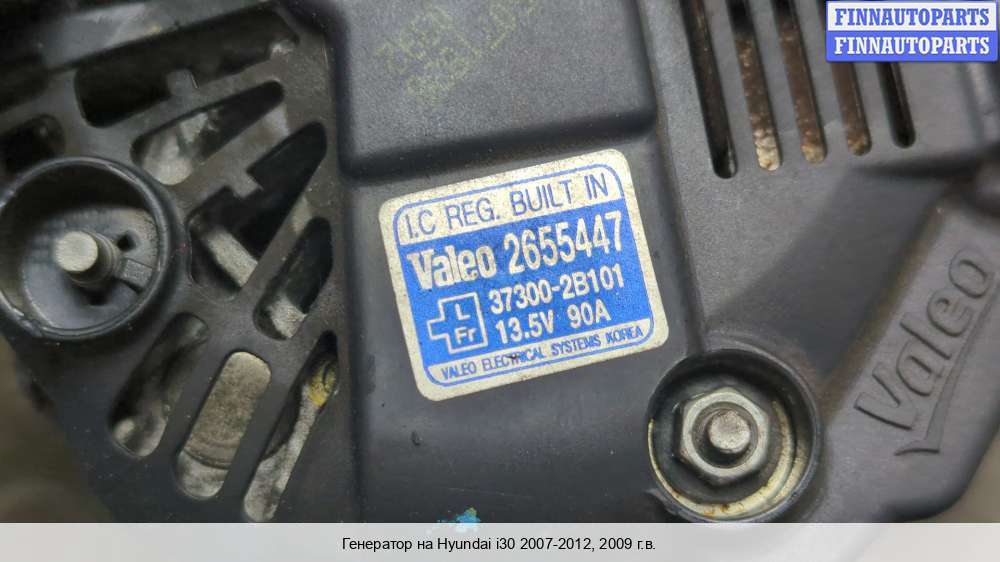 FINNAUTOPARTS
FINNAUTOPARTS
I.C REG. BUILT IN
Valeo 2655447
37300-2B101
L
Fr
13.5V 90A
VALEO ELECTRICAL SYSTEMS KOREA
Valeo
Генератор на Hyundai i30 2007-2012, 2009 г.в.